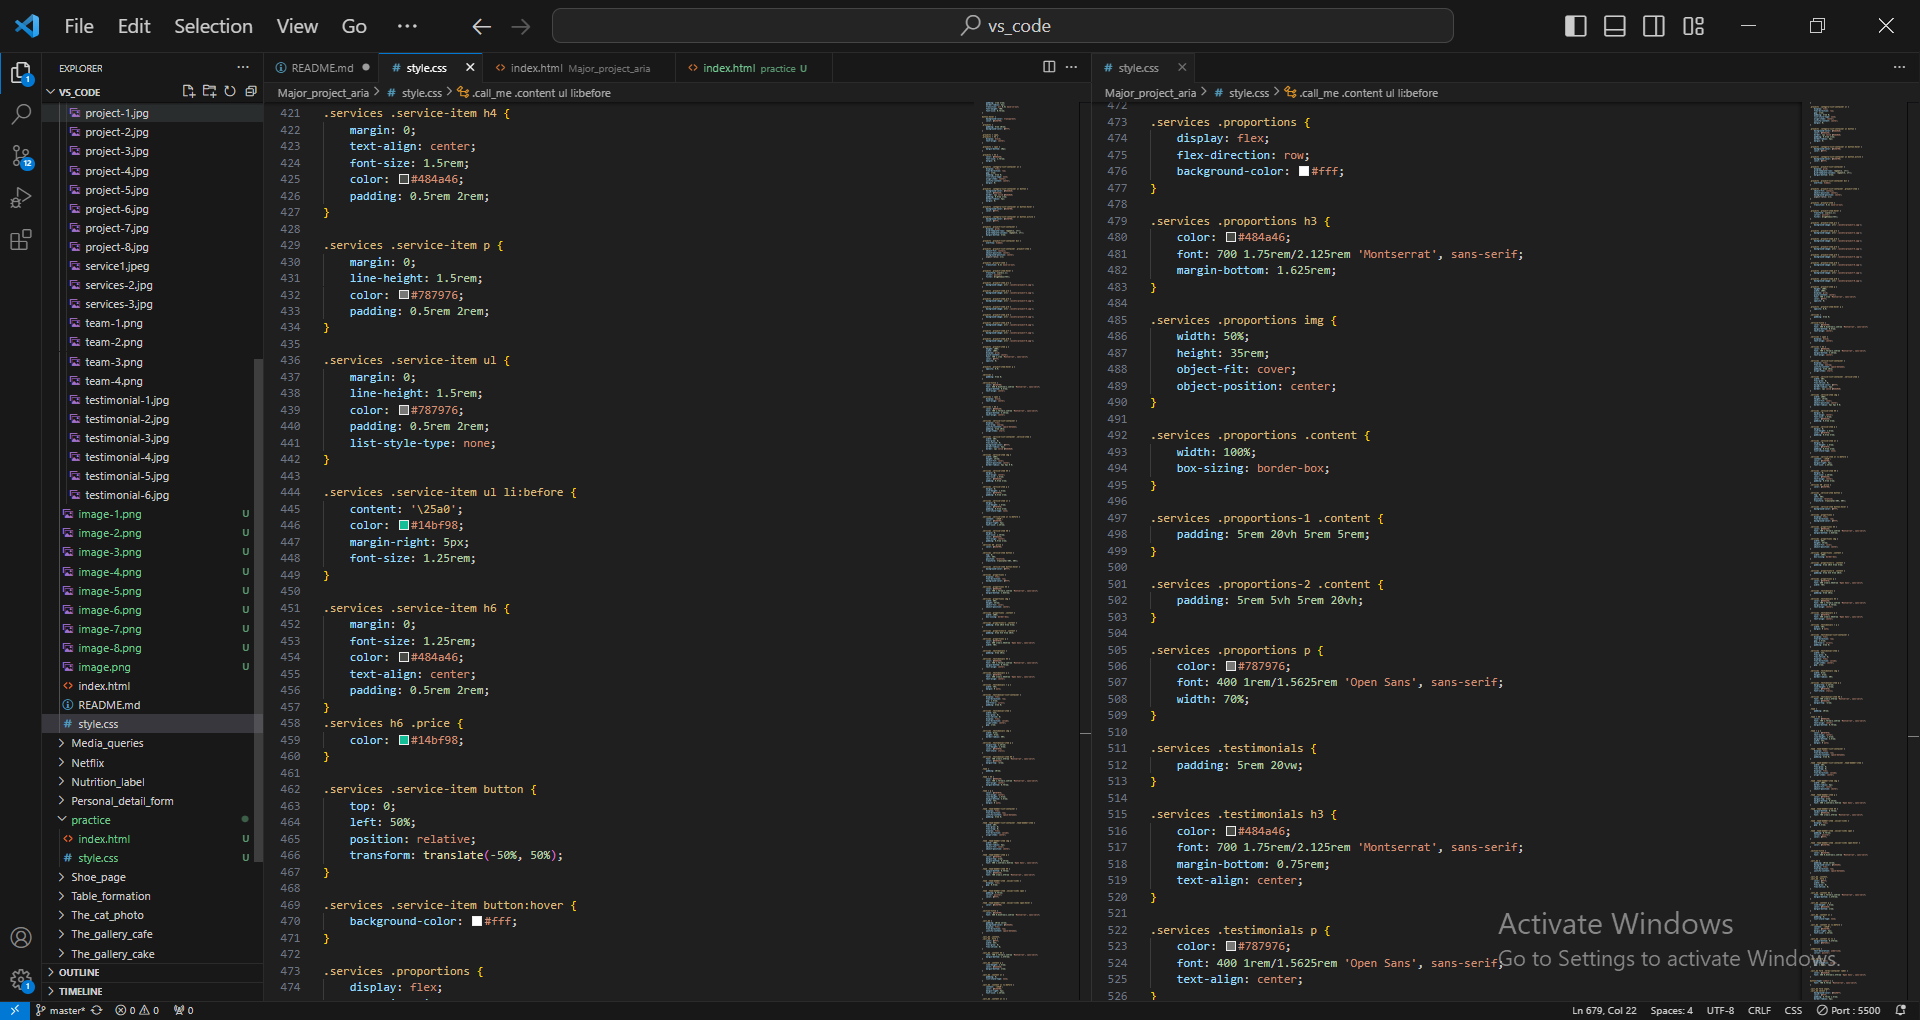 File Edit Selection View Go ··· vs_code
EXPLORER ···
VS_CODE
project-1.jpg
project-2.jpg
project-3.jpg
project-4.jpg
project-5.jpg
project-6.jpg
project-7.jpg
project-8.jpg
service1.jpeg
services-2.jpg
services-3.jpg
team-1.png
team-2.png
team-3.png
team-4.png
testimonial-1.jpg
testimonial-2.jpg
testimonial-3.jpg
testimonial-4.jpg
testimonial-5.jpg
testimonial-6.jpg
image-1.png U
image-2.png U
image-3.png U
image-4.png U
image-5.png U
image-6.png U
image-7.png U
image-8.png U
image.png U
index.html
README.md
style.css
Media_queries
Netflix
Nutrition_label
Personal_detail_form
practice
index.html U
style.css U
Shoe_page
Table_formation
The_cat_photo
The_gallery_cafe
The_gallery_cake
OUTLINE
TIMELINE
1
12
1
README.md # style.css index.html Major_project_aria index.html practice U
Major_project_aria > # style.css > .call_me .content ul li:before
421 .services .service-item h4 {
422 margin: 0;
423 text-align: center;
424 font-size: 1.5rem;
425 color: #484a46;
426 padding: 0.5rem 2rem;
427 }
428
429 .services .service-item p {
430 margin: 0;
431 line-height: 1.5rem;
432 color: #787976;
433 padding: 0.5rem 2rem;
434 }
435
436 .services .service-item ul {
437 margin: 0;
438 line-height: 1.5rem;
439 color: #787976;
440 padding: 0.5rem 2rem;
441 list-style-type: none;
442 }
443
444 .services .service-item ul li:before {
445 content: '\25a0';
446 color: #14bf98;
447 margin-right: 5px;
448 font-size: 1.25rem;
449 }
450
451 .services .service-item h6 {
452 margin: 0;
453 font-size: 1.25rem;
454 color: #484a46;
455 text-align: center;
456 padding: 0.5rem 2rem;
457 }
458 .services h6 .price {
459 color: #14bf98;
460 }
461
462 .services .service-item button {
463 top: 0;
464 left: 50%;
465 position: relative;
466 transform: translate(-50%, 50%);
467 }
468
469 .services .service-item button:hover {
470 background-color: #fff;
471 }
472
473 .services .proportions {
474 display: flex;
# style.css
Major_project_aria > # style.css > .call_me .content ul li:before
472
473 .services .proportions {
474 display: flex;
475 flex-direction: row;
476 background-color: #fff;
477 }
478
479 .services .proportions h3 {
480 color: #484a46;
481 font: 700 1.75rem/2.125rem 'Montserrat', sans-serif;
482 margin-bottom: 1.625rem;
483 }
484
485 .services .proportions img {
486 width: 50%;
487 height: 35rem;
488 object-fit: cover;
489 object-position: center;
490 }
491
492 .services .proportions .content {
493 width: 100%;
494 box-sizing: border-box;
495 }
496
497 .services .proportions-1 .content {
498 padding: 5rem 20vh 5rem 5rem;
499 }
500
501 .services .proportions-2 .content {
502 padding: 5rem 5vh 5rem 20vh;
503 }
504
505 .services .proportions p {
506 color: #787976;
507 font: 400 1rem/1.5625rem 'Open Sans', sans-serif;
508 width: 70%;
509 }
510
511 .services .testimonials {
512 padding: 5rem 20vw;
513 }
514
515 .services .testimonials h3 {
516 color: #484a46;
517 font: 700 1.75rem/2.125rem 'Montserrat', sans-serif;
518 margin-bottom: 0.75rem;
519 text-align: center;
520 }
521
522 .services .testimonials p {
523 color: #787976;
524 font: 400 1rem/1.5625rem 'Open Sans', sans-serif;
525 text-align: center;
526 }
Activate Windows
Go to Settings to activate Windows.
master* 0 0 0 Ln 679, Col 22 Spaces: 4 UTF-8 CRLF CSS Port : 5500